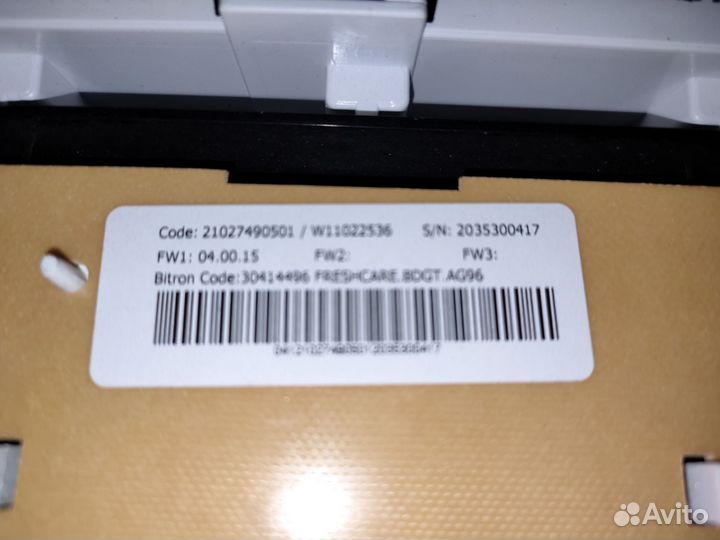 Code: 21027490501 / W11022536 S/N: 2035300417
FW1: 04.00.15 FW2: FW3:
Bitron Code:30414496 FRESHCARE.BDGT.AG96
Avito